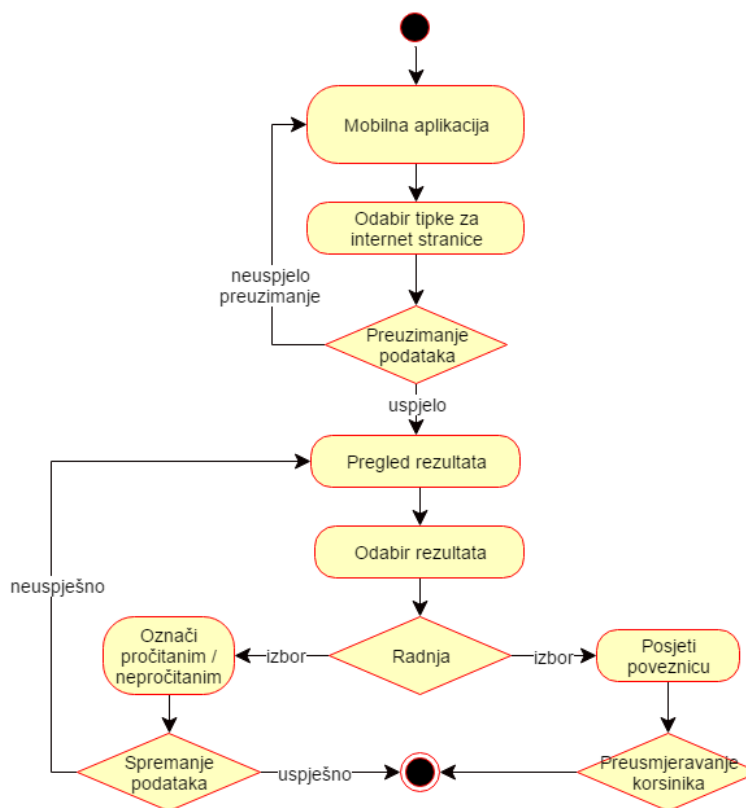 Mobilna aplikacija
Odabir tipke za
internet stranice
neuspjelo
preuzimanje
Preuzimanje
podataka
uspjelo
Pregled rezultata
Odabir rezultata
neuspješno
Označi
pročitanim /
nepročitanim
izbor
Radnja
izbor
Posjeti
poveznicu
Spremanje
podataka
uspješno
Preusmjeravanje
korsinika